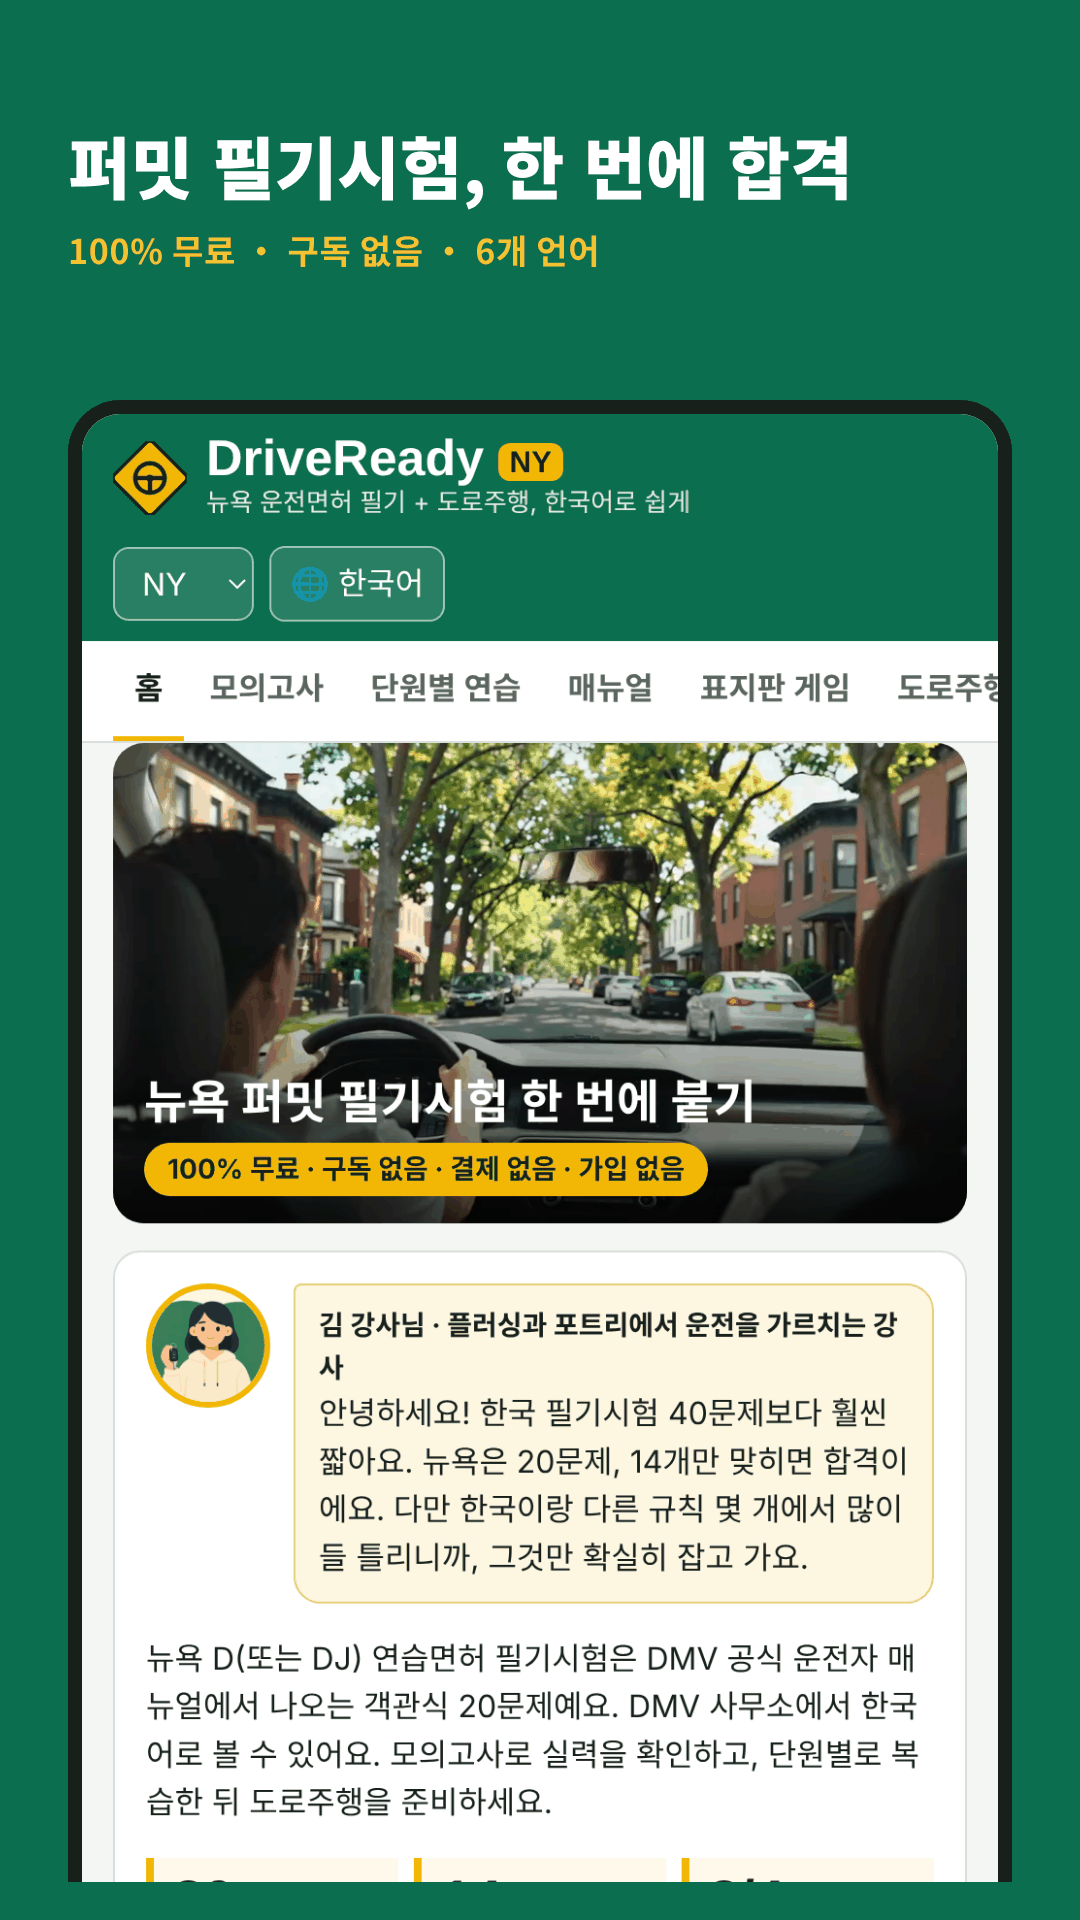 퍼밋 필기시험, 한 번에 합격
100% 무료 · 구독 없음 · 6개 언어
DriveReady NY
뉴욕 운전면허 필기 + 도로주행, 한국어로 쉽게
NY 한국어
홈 모의고사 단원별 연습 매뉴얼 표지판 게임 도로주행
뉴욕 퍼밋 필기시험 한 번에 붙기
100% 무료 · 구독 없음 · 결제 없음 · 가입 없음
김 강사님 · 플러싱과 포트리에서 운전을 가르치는 강
사
안녕하세요! 한국 필기시험 40문제보다 훨씬
짧아요. 뉴욕은 20문제, 14개만 맞히면 합격이
에요. 다만 한국이랑 다른 규칙 몇 개에서 많이
들 틀리니까, 그것만 확실히 잡고 가요.
뉴욕 D(또는 DJ) 연습면허 필기시험은 DMV 공식 운전자 매
뉴얼에서 나오는 객관식 20문제예요. DMV 사무소에서 한국
어로 볼 수 있어요. 모의고사로 실력을 확인하고, 단원별로 복
습한 뒤 도로주행을 준비하세요.